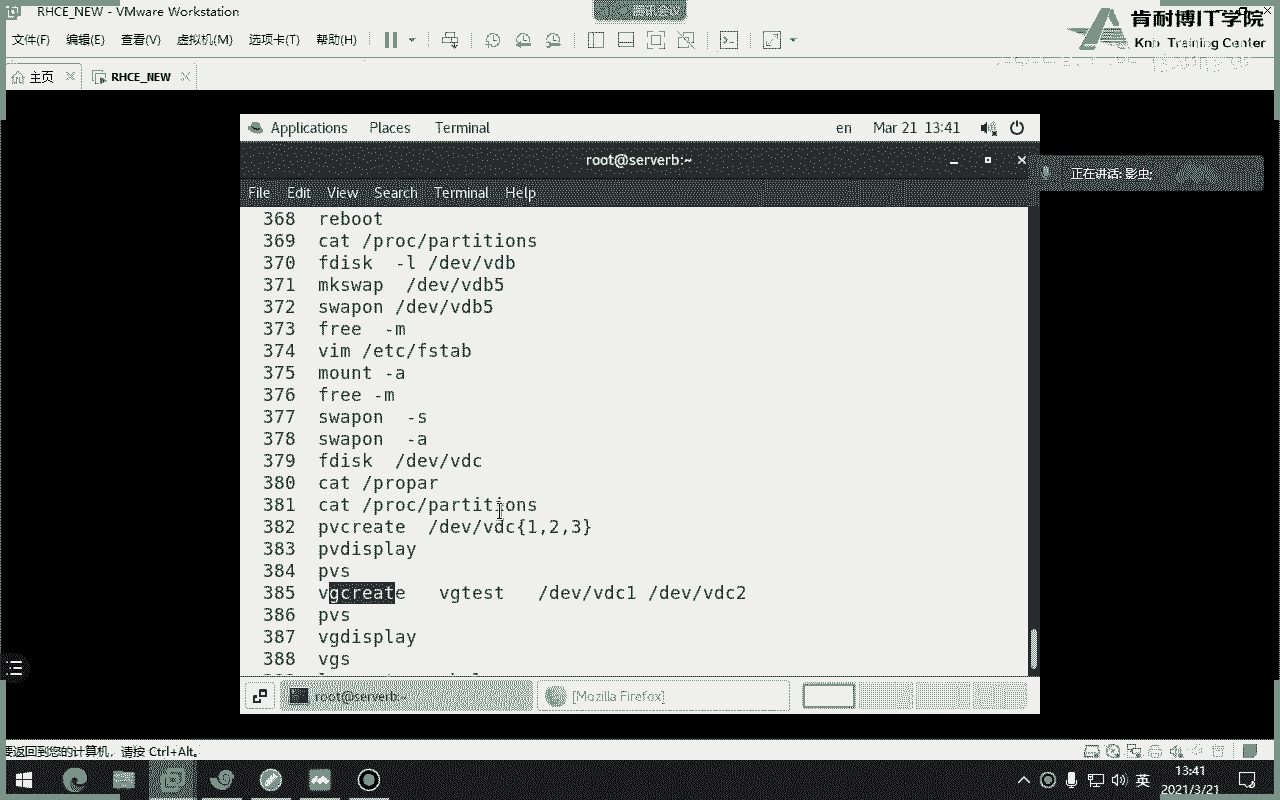 RHCE_NEW - VMware Workstation
肯耐博IT学院
Knb Training Center
文件(F) 编辑(E) 查看(V) 虚拟机(M) 选项卡(T) 帮助(H)
主页 RHCE_NEW
Applications Places Terminal en Mar 21 13:41
root@serverb:~
正在讲话: 影虫;
File Edit View Search Terminal Help
368 reboot
369 cat /proc/partitions
370 fdisk -l /dev/vdb
371 mkswap /dev/vdb5
372 swapon /dev/vdb5
373 free -m
374 vim /etc/fstab
375 mount -a
376 free -m
377 swapon -s
378 swapon -a
379 fdisk /dev/vdc
380 cat /propar
381 cat /proc/partitions
382 pvcreate /dev/vdc{1,2,3}
383 pvdisplay
384 pvs
385 vgcreate vgtest /dev/vdc1 /dev/vdc2
386 pvs
387 vgdisplay
388 vgs
root@serverb:~ [Mozilla Firefox]
要返回到您的计算机，请按 Ctrl+Alt。
英 13:41
2021/3/21